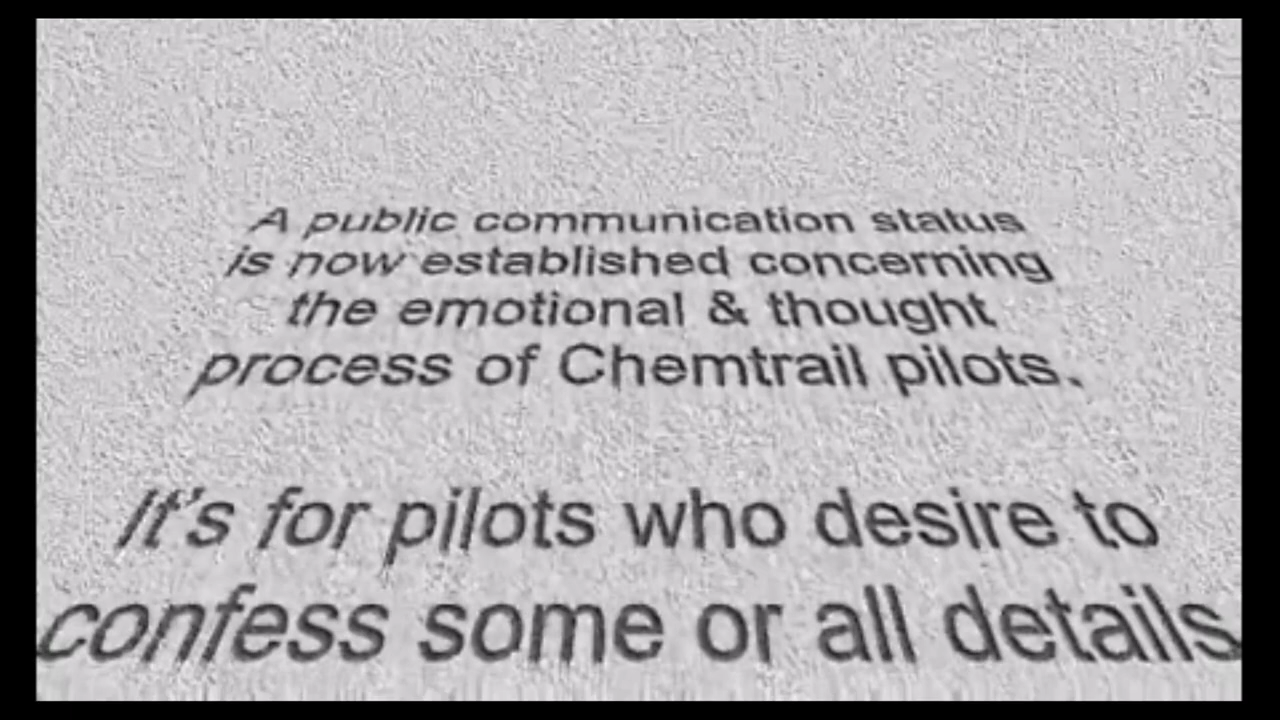 A public communication status
is now established concerning
the emotional & thought
process of Chemtrail pilots.
It's for pilots who desire to
confess some or all details